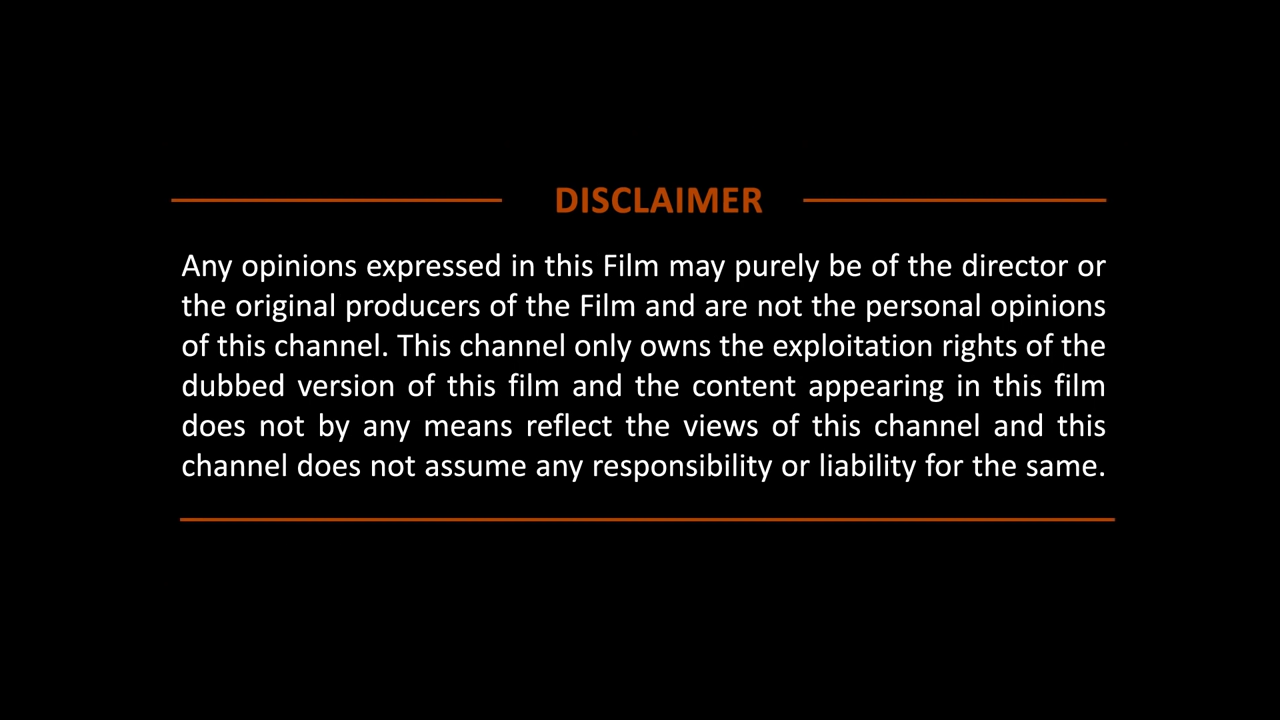 DISCLAIMER
Any opinions expressed in this Film may purely be of the director or
the original producers of the Film and are not the personal opinions
of this channel. This channel only owns the exploitation rights of the
dubbed version of this film and the content appearing in this film
does not by any means reflect the views of this channel and this
channel does not assume any responsibility or liability for the same.